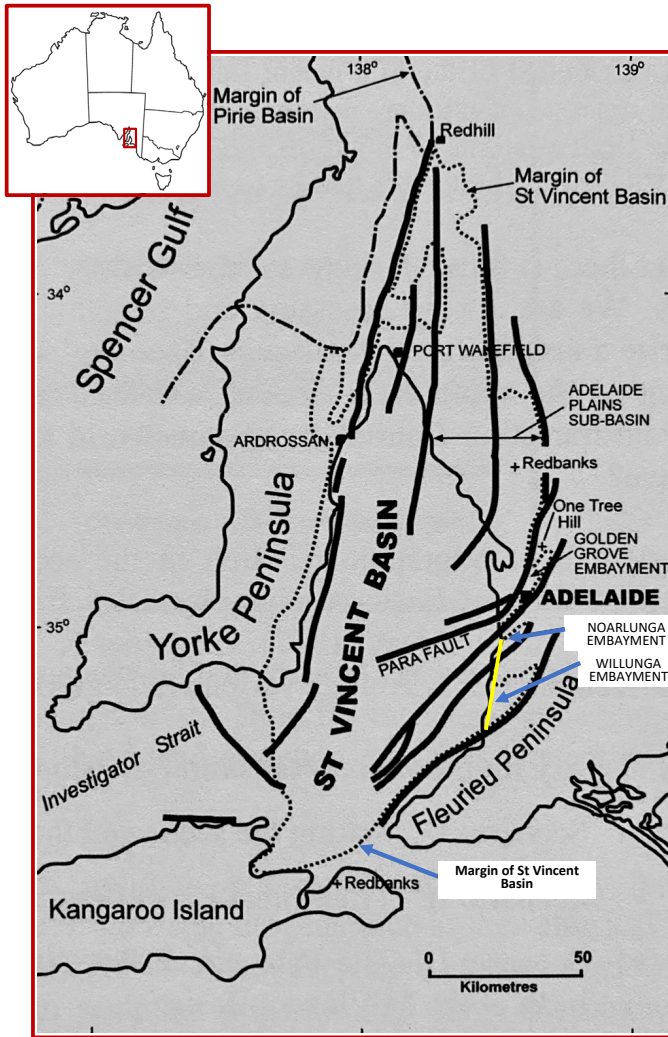 138°
139°
Margin of
Pirie Basin
Redhill
Margin of
St Vincent Basin
Spencer Gulf
34°
PORT WAKEFIELD
ADELAIDE
PLAINS
SUB-BASIN
ARDROSSAN
Redbanks
One Tree
Hill
GOLDEN
GROVE
EMBAYMENT
Yorke Peninsula
ST VINCENT BASIN
ADELAIDE
35°
NOARLUNGA
EMBAYMENT
PARA FAULT
WILLUNGA
EMBAYMENT
Investigator Strait
Fleurieu Peninsula
Margin of St Vincent
Basin
Redbanks
Kangaroo Island
0
50
Kilometres